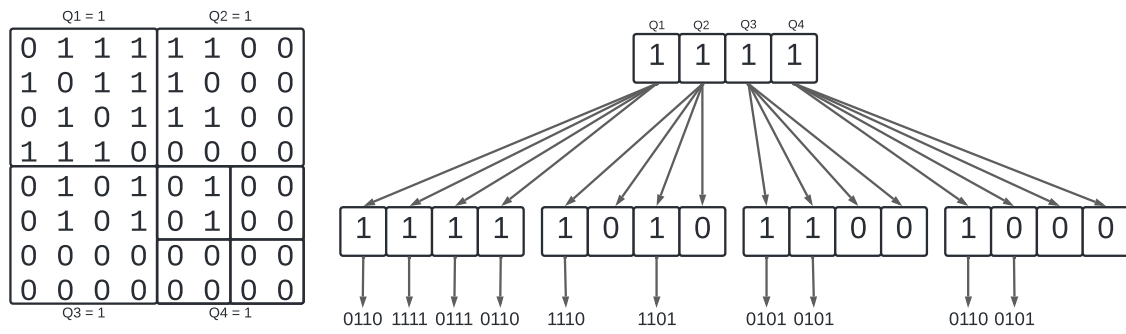 Q1 = 1 Q2 = 1
0 1 1 1 1 1 0 0
1 0 1 1 1 0 0 0
0 1 0 1 1 1 0 0
1 1 1 0 0 0 0 0
0 1 0 1 0 1 0 0
0 1 0 1 0 1 0 0
0 0 0 0 0 0 0 0
0 0 0 0 0 0 0 0
Q3 = 1 Q4 = 1
Q1 Q2 Q3 Q4
1 1 1 1
1 1 1 1 1 0 1 0 1 1 0 0 1 0 0 0
0110 1111 0111 0110 1110 1101 0101 0101 0110 0101